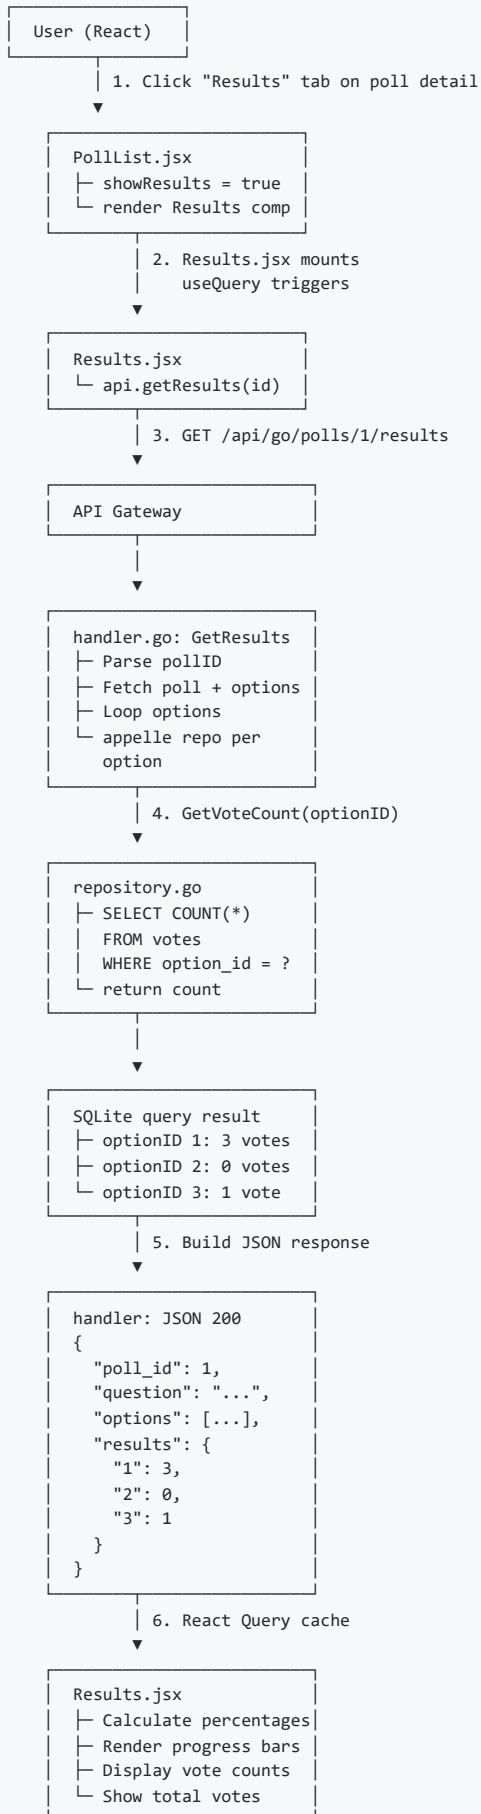 User (React)
1. Click "Results" tab on poll detail
PollList.jsx
├─ showResults = true
└─ render Results comp
2. Results.jsx mounts
useQuery triggers
Results.jsx
└─ api.getResults(id)
3. GET /api/go/polls/1/results
API Gateway
handler.go: GetResults
├─ Parse pollID
├─ Fetch poll + options
├─ Loop options
└─ appelle repo per
option
4. GetVoteCount(optionID)
repository.go
├─ SELECT COUNT(*)
│ FROM votes
│ WHERE option_id = ?
└─ return count
SQLite query result
├─ optionID 1: 3 votes
├─ optionID 2: 0 votes
└─ optionID 3: 1 vote
5. Build JSON response
handler: JSON 200
{
"poll_id": 1,
"question": "...",
"options": [...],
"results": {
"1": 3,
"2": 0,
"3": 1
}
}
6. React Query cache
Results.jsx
├─ Calculate percentages
├─ Render progress bars
├─ Display vote counts
└─ Show total votes